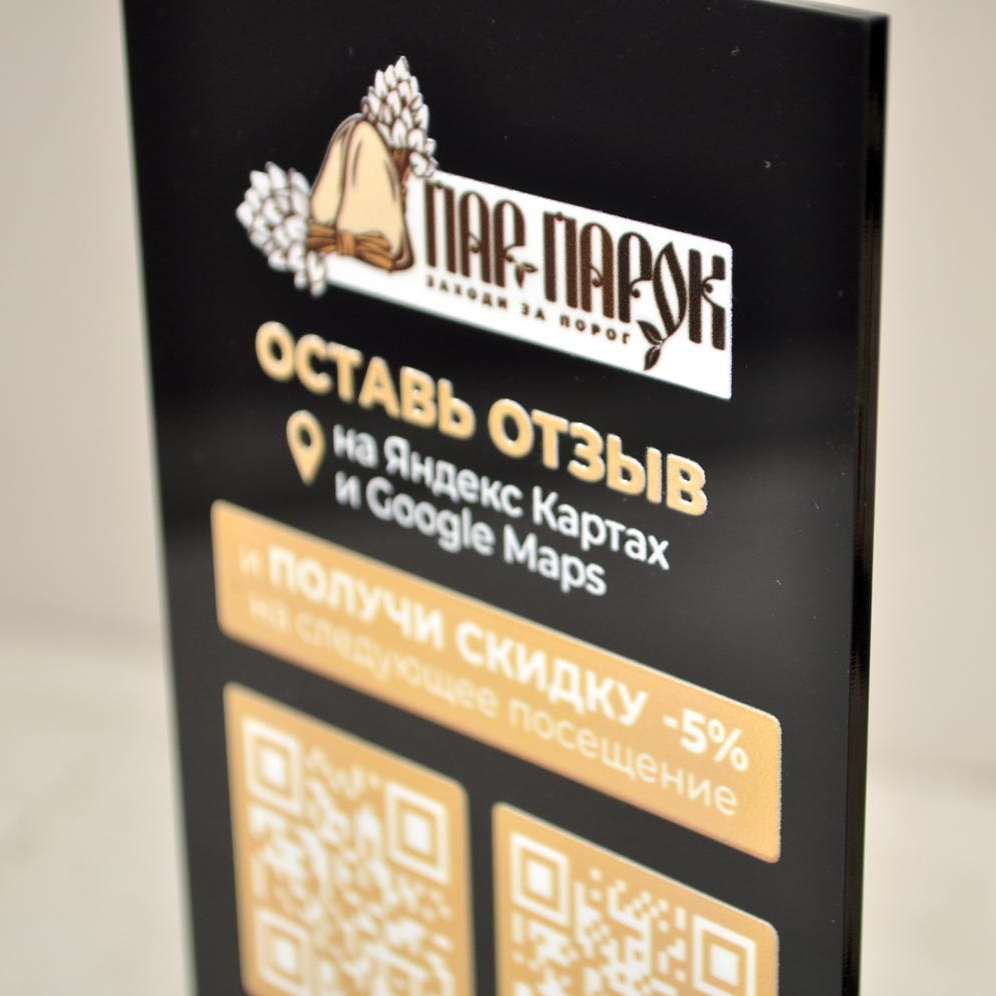 ПАР-ПАРОК
ЗАХОДИ ЗА ПОРОГ
ОСТАВЬ ОТЗЫВ
на Яндекс Картах
и Google Maps
и ПОЛУЧИ СКИДКУ -5%
на следующее посещение